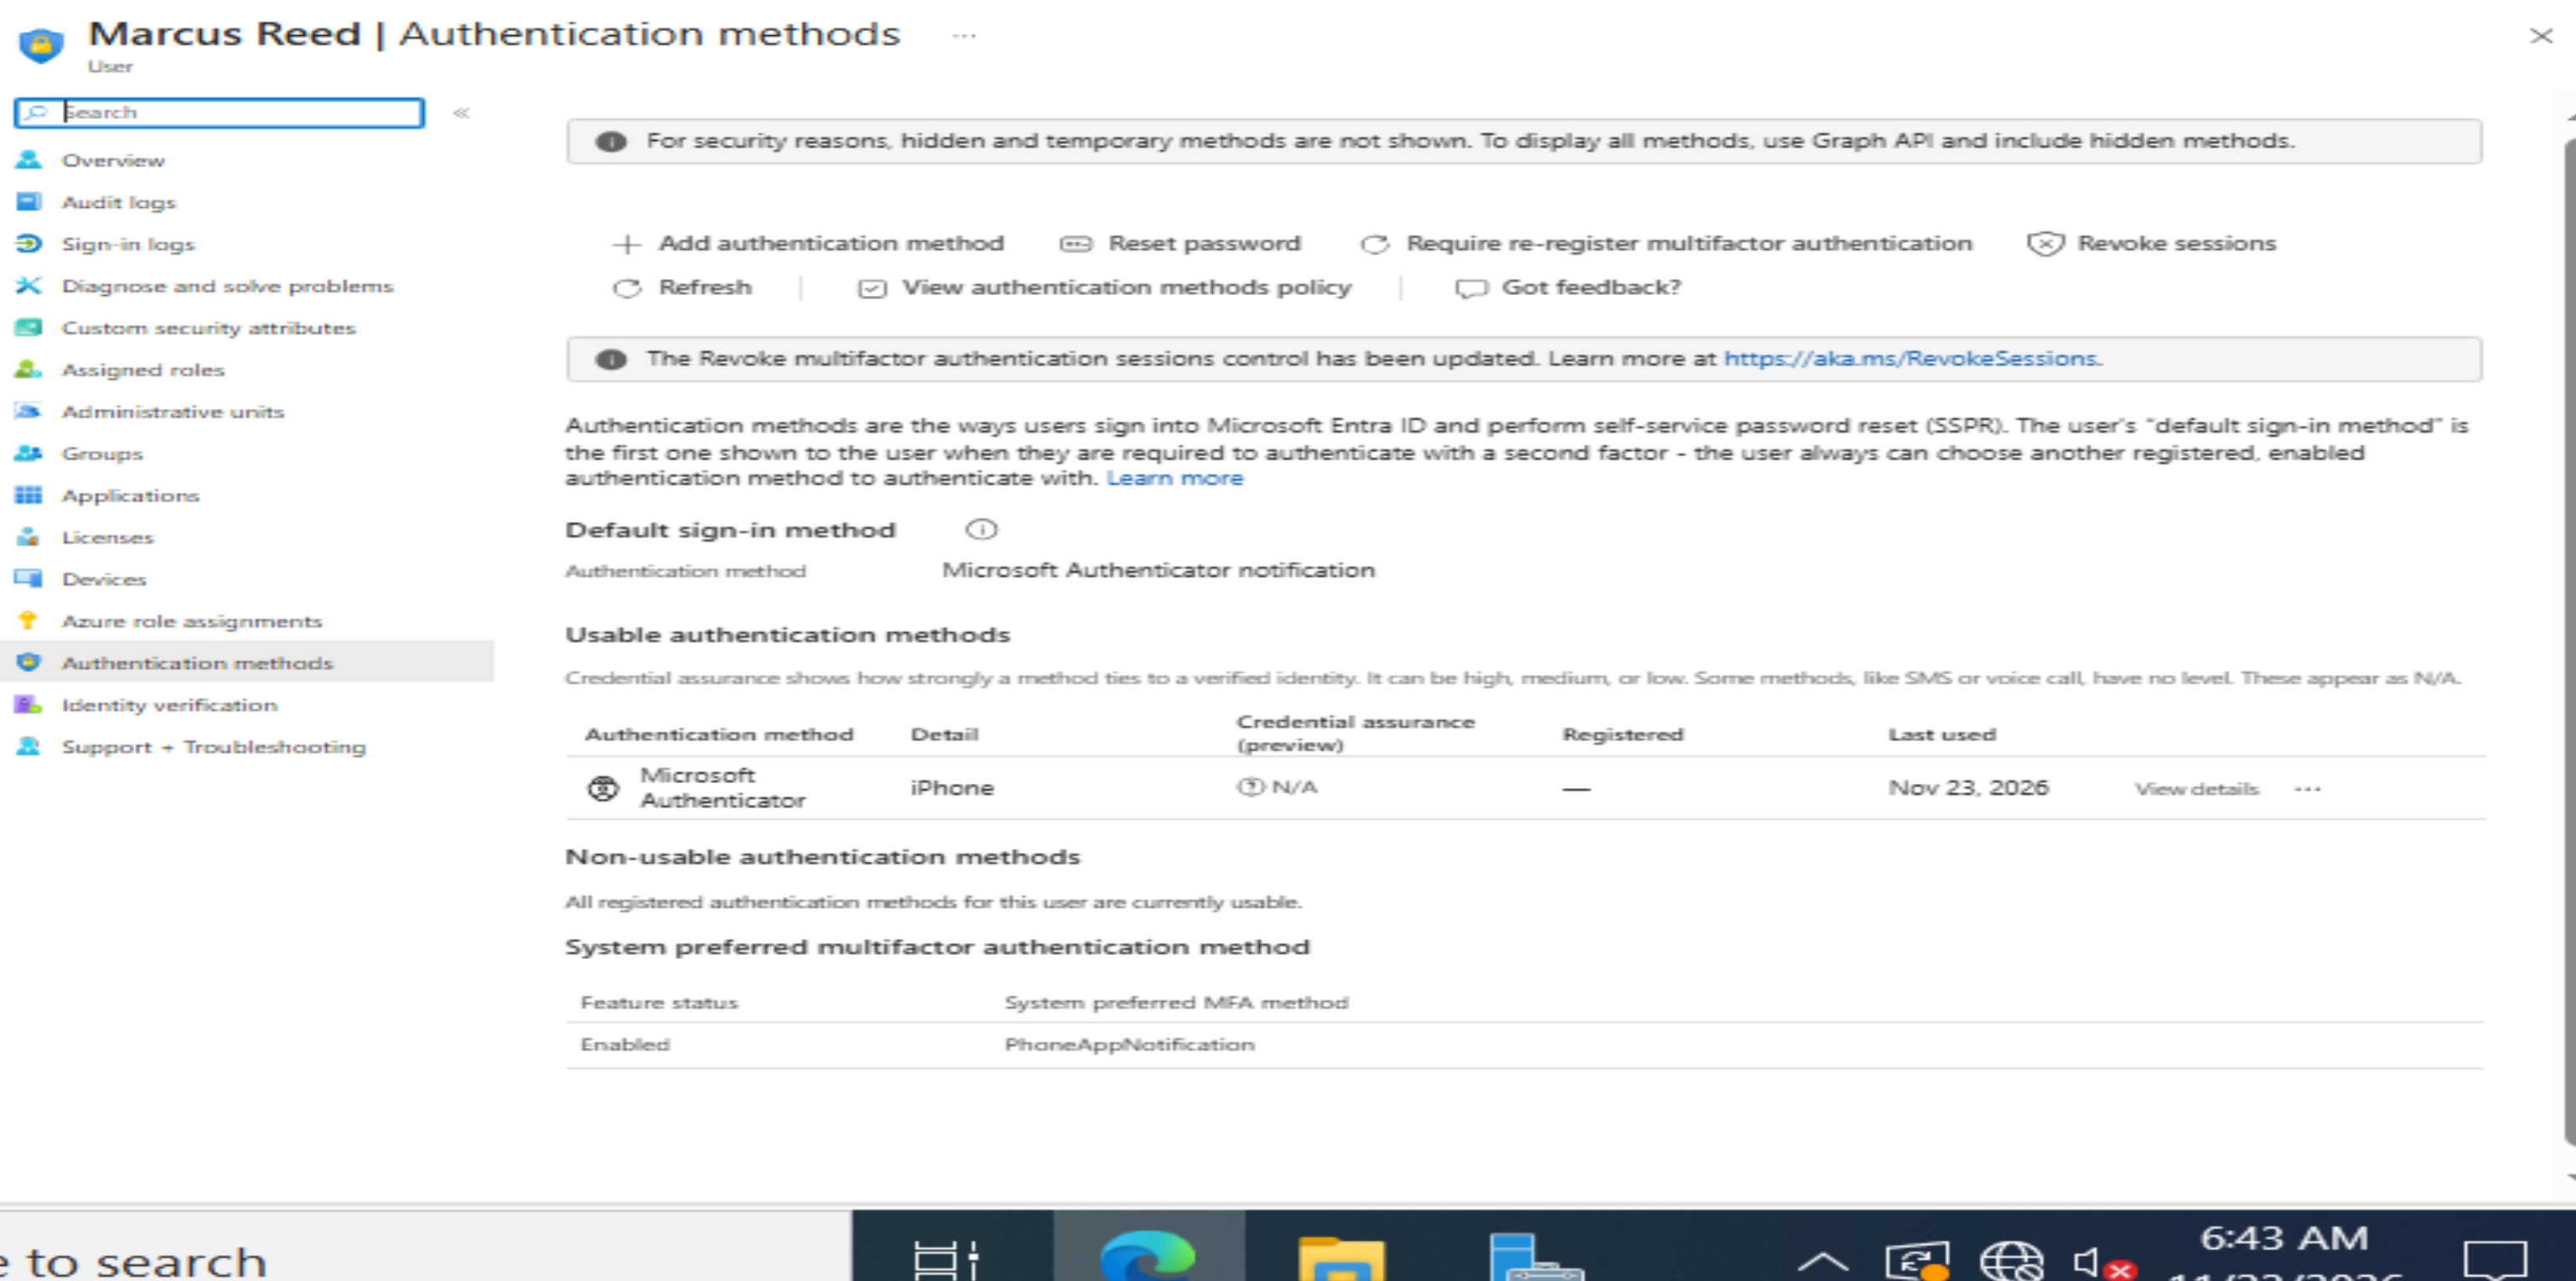 Marcus Reed | Authentication methods ...
User
Search
«
Overview
Audit logs
Sign-in logs
Diagnose and solve problems
Custom security attributes
Assigned roles
Administrative units
Groups
Applications
Licenses
Devices
Azure role assignments
Authentication methods
Identity verification
Support + Troubleshooting
For security reasons, hidden and temporary methods are not shown. To display all methods, use Graph API and include hidden methods.
Add authentication method Reset password Require re-register multifactor authentication Revoke sessions
Refresh View authentication methods policy Got feedback?
The Revoke multifactor authentication sessions control has been updated. Learn more at https://aka.ms/RevokeSessions.
Authentication methods are the ways users sign into Microsoft Entra ID and perform self-service password reset (SSPR). The user's "default sign-in method" is
the first one shown to the user when they are required to authenticate with a second factor - the user always can choose another registered, enabled
authentication method to authenticate with. Learn more
Default sign-in method
Authentication method Microsoft Authenticator notification
Usable authentication methods
Credential assurance shows how strongly a method ties to a verified identity. It can be high, medium, or low. Some methods, like SMS or voice call, have no level. These appear as N/A.
Authentication method Detail Credential assurance (preview) Registered Last used
Microsoft Authenticator iPhone N/A — Nov 23, 2026 View details ...
Non-usable authentication methods
All registered authentication methods for this user are currently usable.
System preferred multifactor authentication method
Feature status System preferred MFA method
Enabled PhoneAppNotification
e to search
6:43 AM